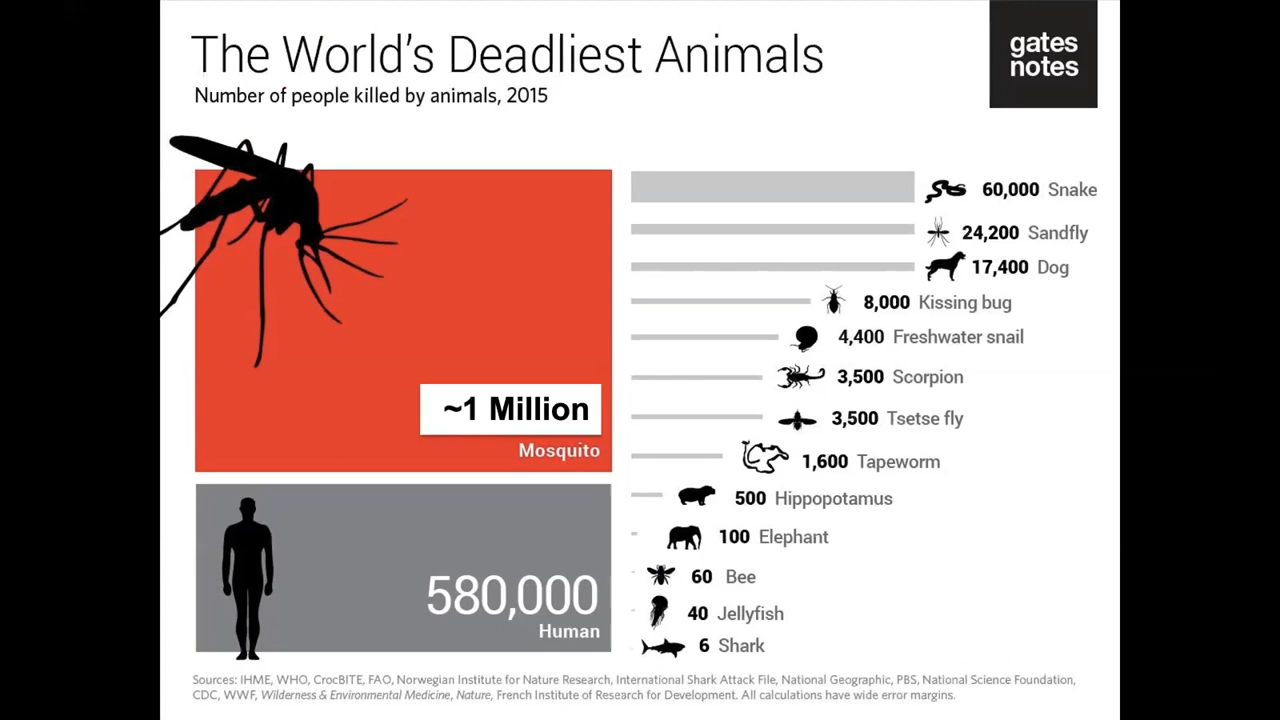 The World's Deadliest Animals
Number of people killed by animals, 2015
gates
notes
~1 Million
Mosquito
580,000
Human
60,000 Snake
24,200 Sandfly
17,400 Dog
8,000 Kissing bug
4,400 Freshwater snail
3,500 Scorpion
3,500 Tsetse fly
1,600 Tapeworm
500 Hippopotamus
100 Elephant
60 Bee
40 Jellyfish
6 Shark
Sources: IHME, WHO, CrocBITE, FAO, Norwegian Institute for Nature Research, International Shark Attack File, National Geographic, PBS, National Science Foundation,
CDC, WWF, Wilderness & Environmental Medicine, Nature, French Institute of Research for Development. All calculations have wide error margins.